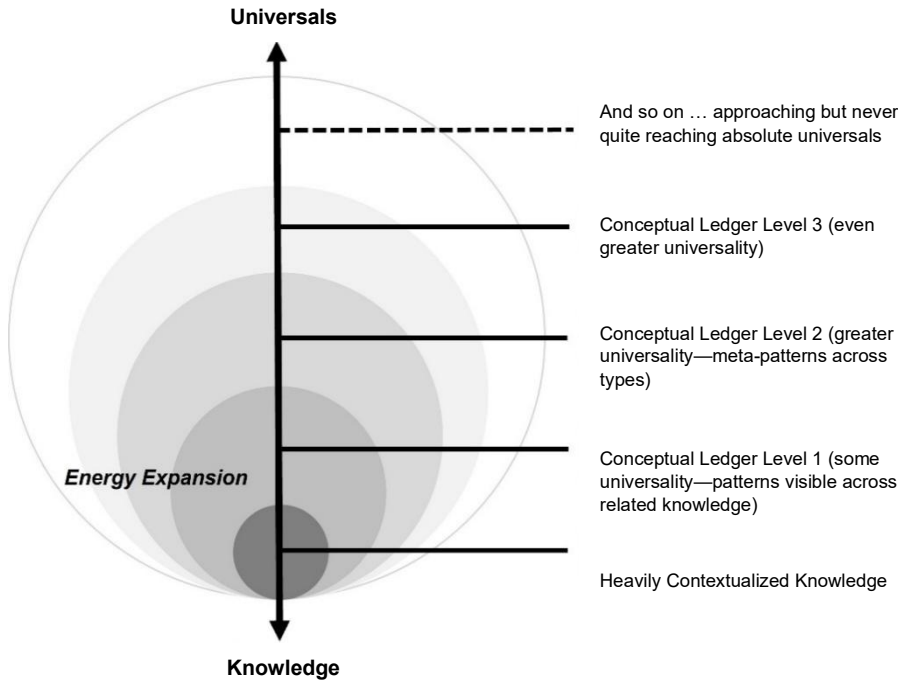 Universals
And so on … approaching but never
quite reaching absolute universals
Conceptual Ledger Level 3 (even
greater universality)
Conceptual Ledger Level 2 (greater
universality—meta-patterns across
types)
Conceptual Ledger Level 1 (some
universality—patterns visible across
related knowledge)
Energy Expansion
Heavily Contextualized Knowledge
Knowledge